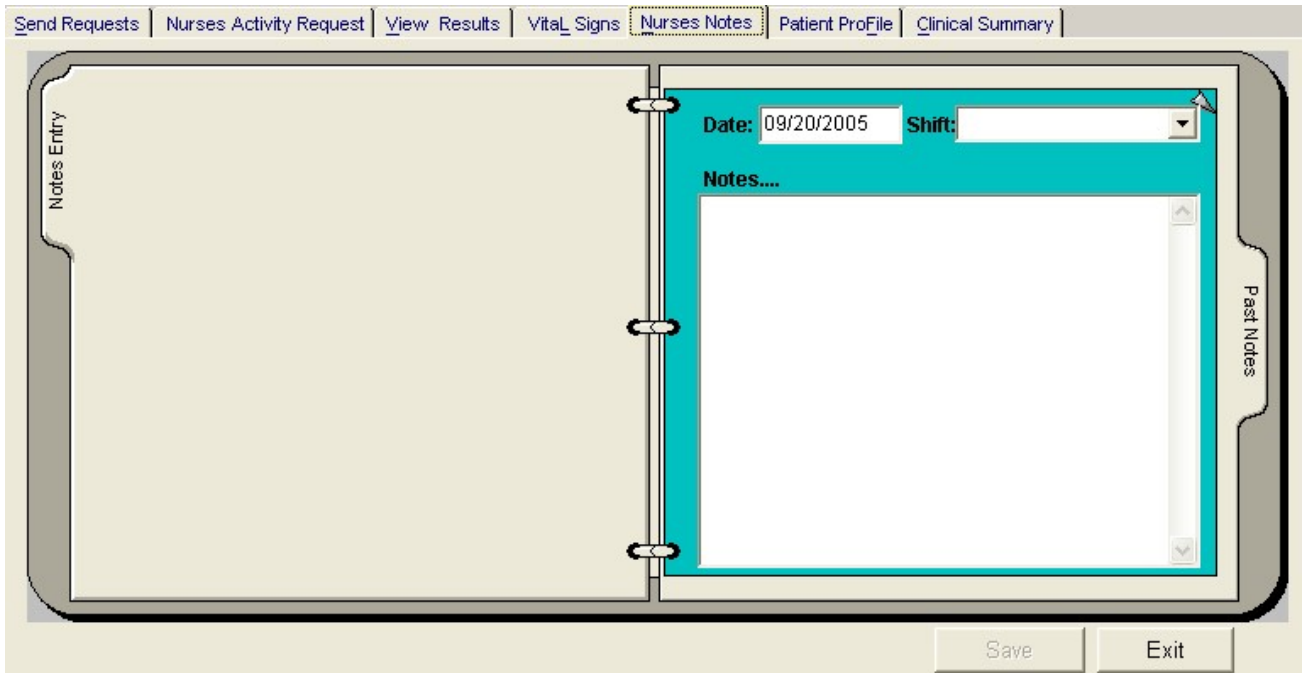 Send Requests Nurses Activity Request View Results VitaL Signs Nurses Notes Patient ProFile Clinical Summary
Notes Entry
Date: 09/20/2005 Shift:
Notes....
Past Notes
Save Exit